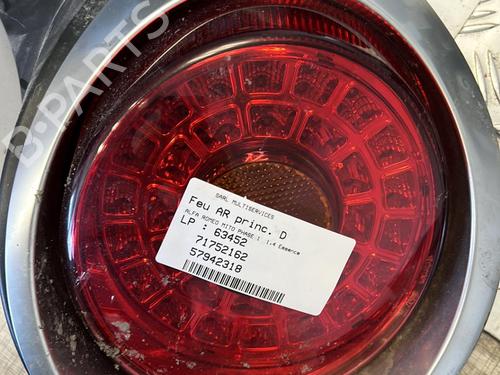 B-PARTS
SARL MULTISERVICES
Feu AR princ. D
ALFA ROMEO MITO PHASE 1 1.4 Essence
LP : 63452
71752162
57942318